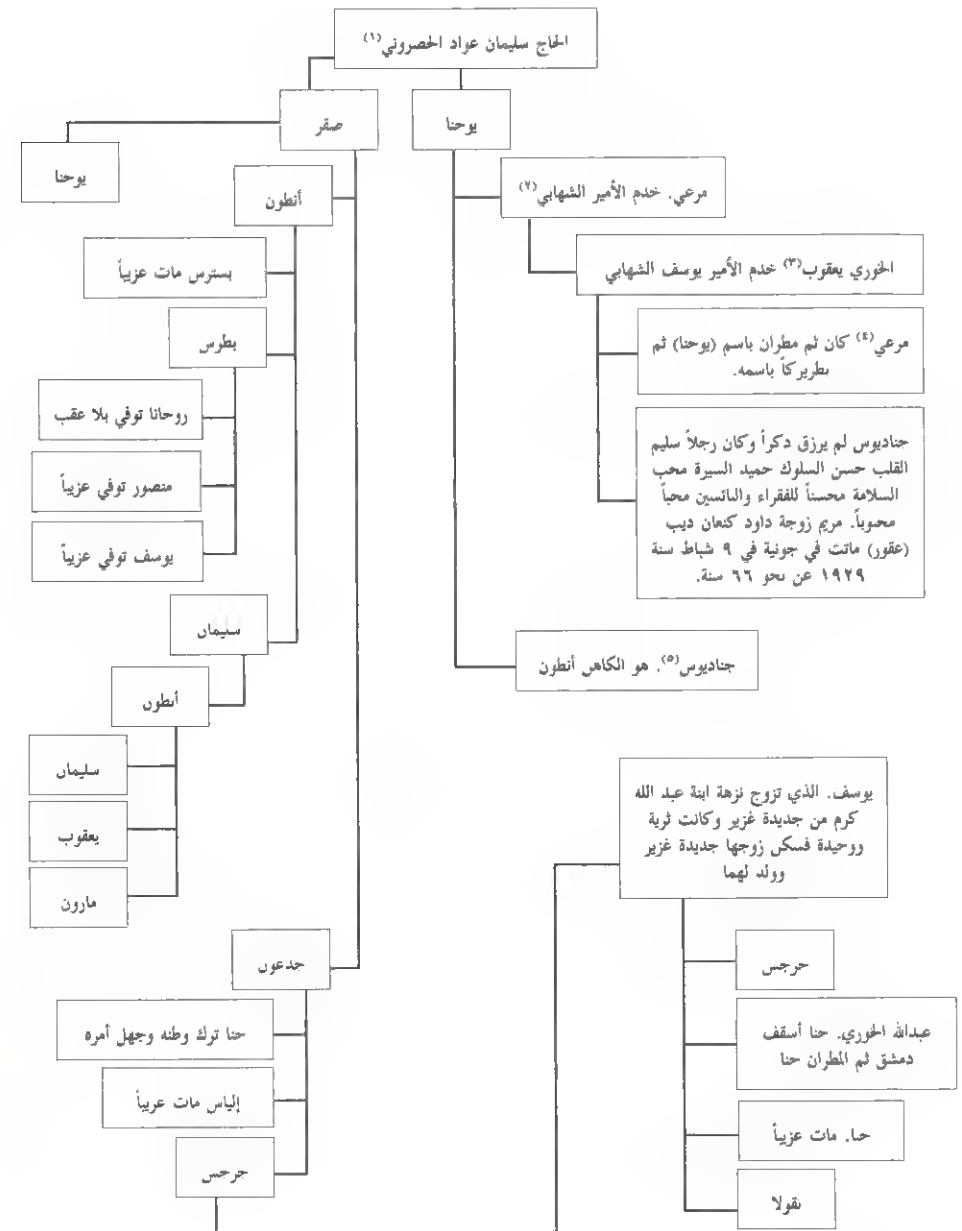 الحاج سليمان عواد الحصروني(١)
يوحنا
صقر
يوحنا
مرعي. خدم الأمير الشهابي(٢)
الخوري يعقوب(٣) خدم الأمير يوسف الشهابي
مرعي(٤) كان ثم مطران باسم (يوحنا) ثم
بطريركاً باسمه.
جناديوس لم يرزق دكراً وكان رجلاً سليم
القلب حسن السلوك حميد السيرة محب
السلامة محسناً للفقراء والبائسين محباً
محبوباً. مريم زوجة داود كنعان ديب
(عقور) ماتت في جونية في ٩ شباط سنة
١٩٢٩ عن نحو ٦٦ سنة.
جناديوس(٥). هو الكاهن أنطون
أنطون
بسترس مات عزيباً
بطرس
روحانا توفي بلا عقب
منصور توفي عزيباً
يوسف توفي عزيباً
سليمان
أنطون
سليمان
يعقوب
مارون
جدعون
حنا ترك وطنه وجهل أمره
إلياس مات عزيباً
جرجس
يوسف. الذي تزوج نزهة ابنة عبد الله
كرم من جديدة غزير وكانت ثرية
ووحيدة فسكن زوجها جديدة غزير
وولد لهما
جرجس
عبدالله الخوري. حنا أسقف
دمشق ثم المطران حنا
حنا. مات عزيباً
نقولا